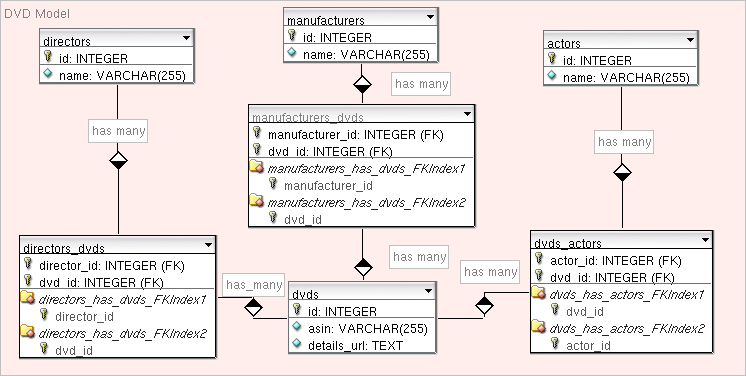 DVD Model
directors
id: INTEGER
name: VARCHAR(255)
manufacturers
id: INTEGER
name: VARCHAR(255)
actors
id: INTEGER
name: VARCHAR(255)
has many
has many
has many
manufacturers_dvds
manufacturer_id: INTEGER (FK)
dvd_id: INTEGER (FK)
manufacturers_has_dvds_FKIndex1
manufacturer_id
manufacturers_has_dvds_FKIndex2
dvd_id
directors_dvds
director_id: INTEGER (FK)
dvd_id: INTEGER (FK)
directors_has_dvds_FKIndex1
director_id
directors_has_dvds_FKIndex2
dvd_id
has_many
has many
has many
dvds
id: INTEGER
asin: VARCHAR(255)
details_url: TEXT
dvds_actors
actor_id: INTEGER (FK)
dvd_id: INTEGER (FK)
dvds_has_actors_FKIndex1
dvd_id
dvds_has_actors_FKIndex2
actor_id